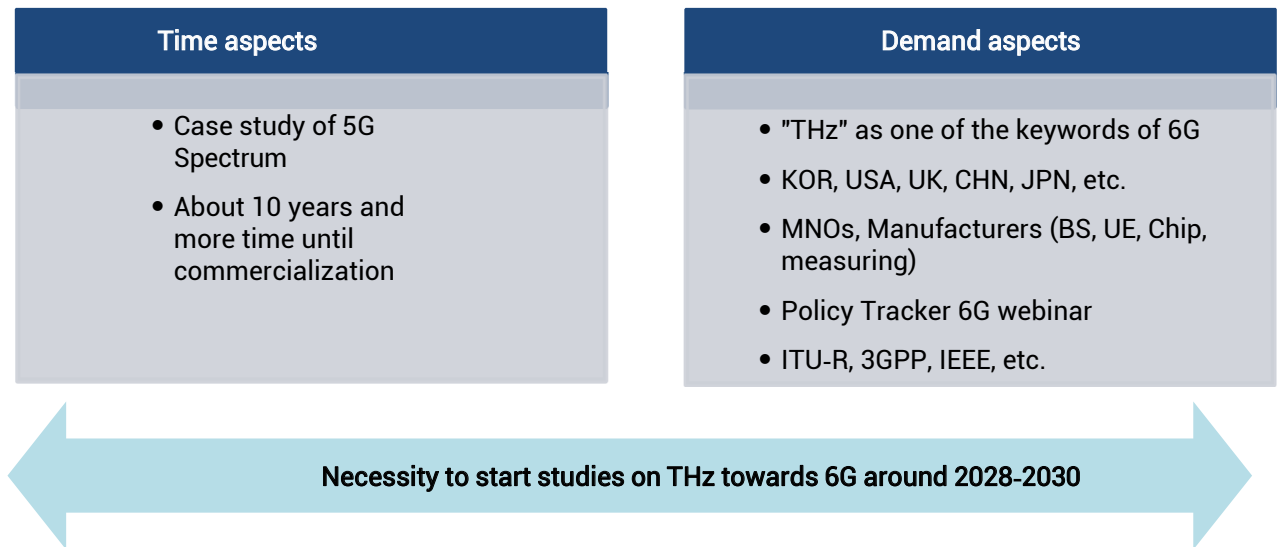 Time aspects
• Case study of 5G
Spectrum
• About 10 years and
more time until
commercialization
Demand aspects
• "THz" as one of the keywords of 6G
• KOR, USA, UK, CHN, JPN, etc.
• MNOs, Manufacturers (BS, UE, Chip,
measuring)
• Policy Tracker 6G webinar
• ITU-R, 3GPP, IEEE, etc.
Necessity to start studies on THz towards 6G around 2028-2030